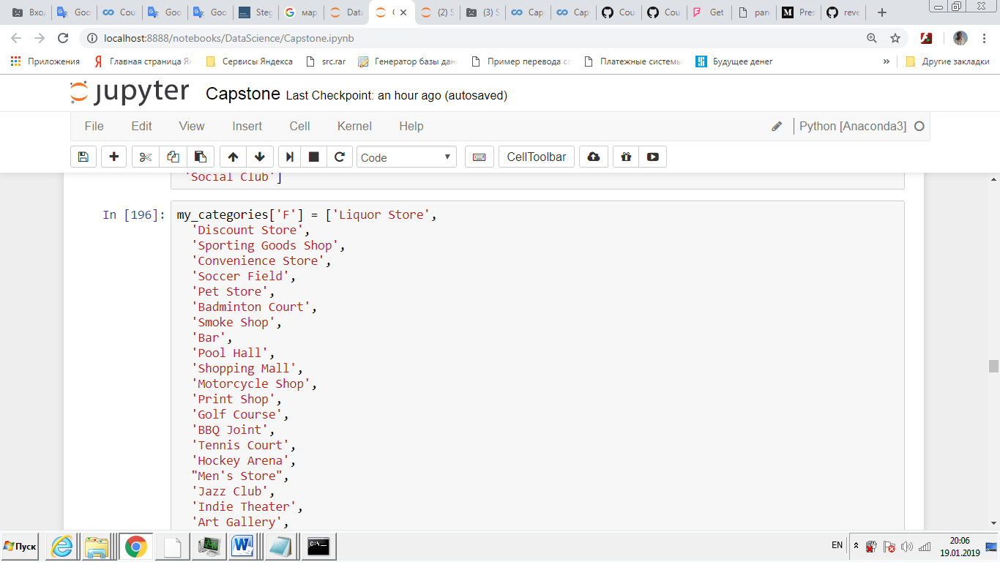 Вход
Goo
Cou
Goo
Goo
Steg
мар
Data
C
(2) S
(3) S
Cap
Cap
Cou
Cou
Get
pan
Pres
reve
localhost:8888/notebooks/DataScience/Capstone.ipynb
Приложения
Главная страница Ян
Сервисы Яндекса
src.rar
Генератор базы дан
Пример перевода са
Платежные системы
Будущее денег
»
Другие закладки
jupyter Capstone Last Checkpoint: an hour ago (autosaved)
File Edit View Insert Cell Kernel Help
Python [Anaconda3]
Code
CellToolbar
'Social Club']
In [196]: my_categories['F'] = ['Liquor Store',
'Discount Store',
'Sporting Goods Shop',
'Convenience Store',
'Soccer Field',
'Pet Store',
'Badminton Court',
'Smoke Shop',
'Bar',
'Pool Hall',
'Shopping Mall',
'Motorcycle Shop',
'Print Shop',
'Golf Course',
'BBQ Joint',
'Tennis Court',
'Hockey Arena',
"Men's Store",
'Jazz Club',
'Indie Theater',
'Art Gallery',
Пуск
EN
20:06
19.01.2019